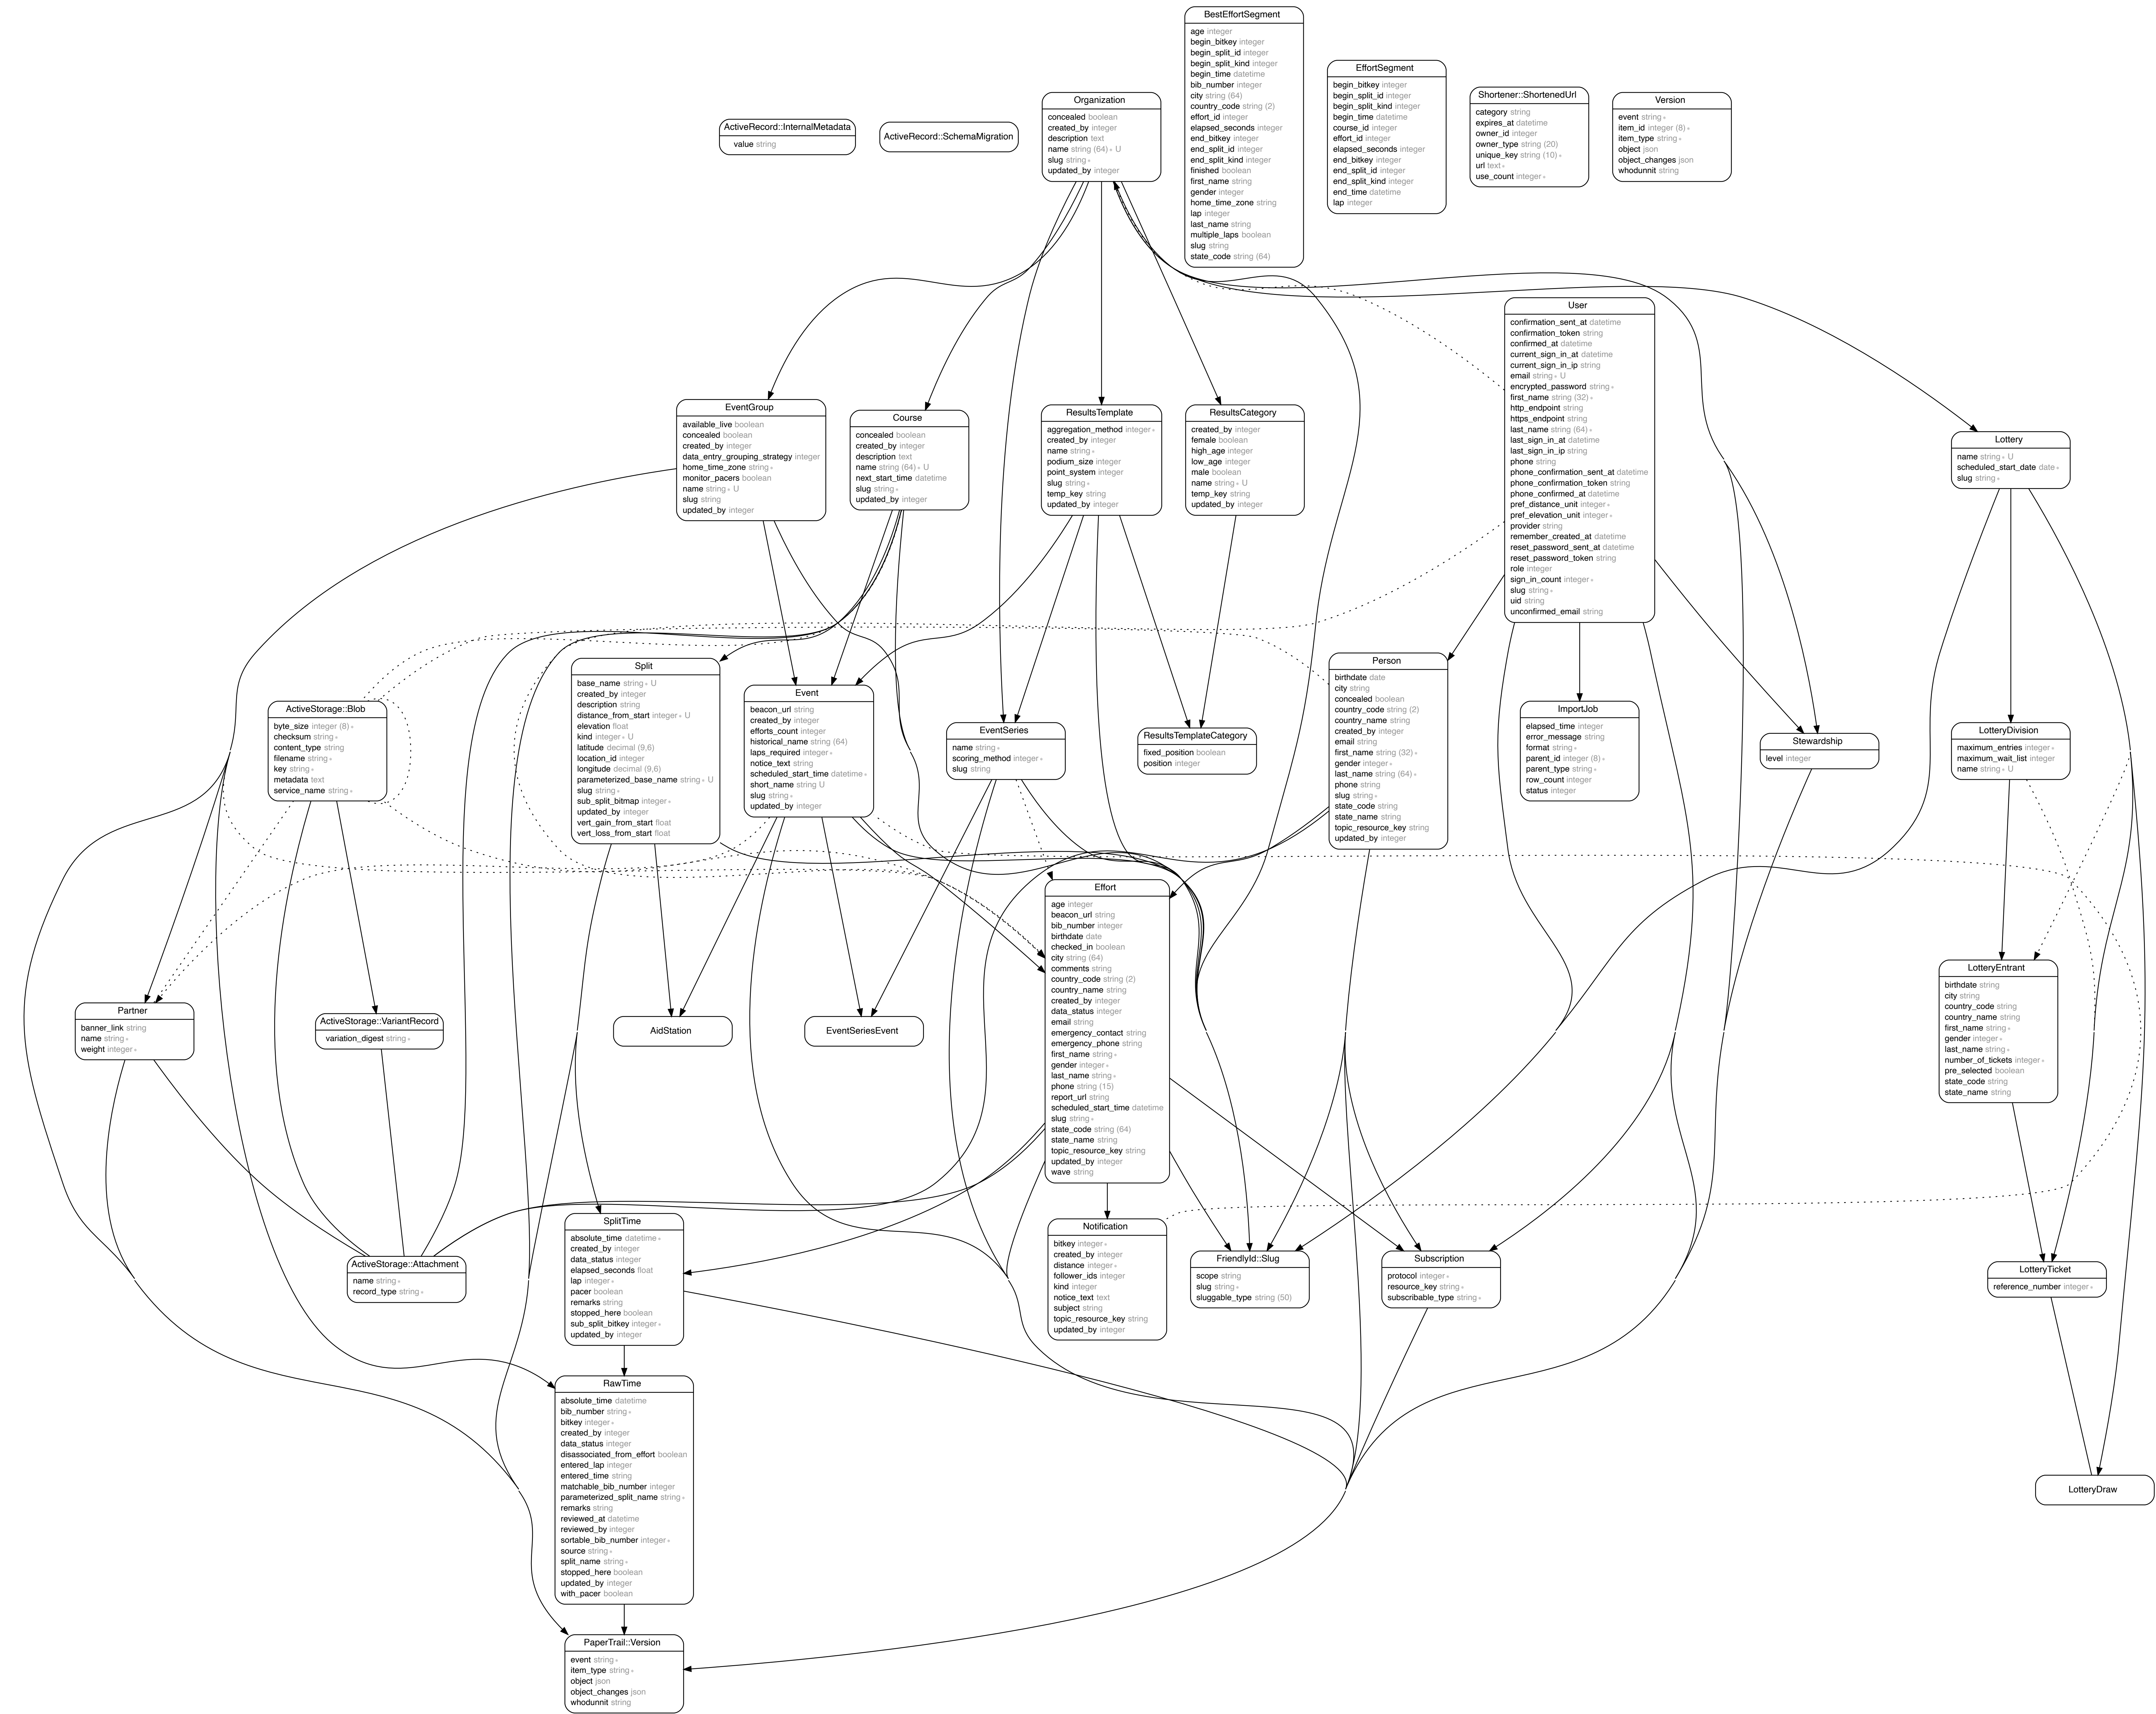 BestEffortSegment
age integer
begin_bitkey integer
begin_split_id integer
begin_split_kind integer
begin_time datetime
bib_number integer
city string (64)
country_code string (2)
effort_id integer
elapsed_seconds integer
end_bitkey integer
end_split_id integer
end_split_kind integer
finished boolean
first_name string
gender integer
home_time_zone string
lap integer
last_name string
multiple_laps boolean
slug string
state_code string (64)
EffortSegment
begin_bitkey integer
begin_split_id integer
begin_split_kind integer
begin_time datetime
course_id integer
effort_id integer
elapsed_seconds integer
end_bitkey integer
end_split_id integer
end_split_kind integer
end_time datetime
lap integer
Shortener::ShortenedUrl
category string
expires_at datetime
owner_id integer
owner_type string (20)
unique_key string (10) ∗
url text ∗
use_count integer ∗
Version
event string ∗
item_id integer (8) ∗
item_type string ∗
object json
object_changes json
whodunnit string
Organization
concealed boolean
created_by integer
description text
name string (64) ∗ U
slug string ∗
updated_by integer
ActiveRecord::InternalMetadata
value string
ActiveRecord::SchemaMigration
User
confirmation_sent_at datetime
confirmation_token string
confirmed_at datetime
current_sign_in_at datetime
current_sign_in_ip string
email string ∗ U
encrypted_password string ∗
first_name string (32) ∗
http_endpoint string
https_endpoint string
last_name string (64) ∗
last_sign_in_at datetime
last_sign_in_ip string
phone string
phone_confirmation_sent_at datetime
phone_confirmation_token string
phone_confirmed_at datetime
pref_distance_unit integer ∗
pref_elevation_unit integer ∗
provider string
remember_created_at datetime
reset_password_sent_at datetime
reset_password_token string
role integer
sign_in_count integer ∗
slug string ∗
uid string
unconfirmed_email string
EventGroup
available_live boolean
concealed boolean
created_by integer
data_entry_grouping_strategy integer
home_time_zone string ∗
monitor_pacers boolean
name string ∗ U
slug string
updated_by integer
Course
concealed boolean
created_by integer
description text
name string (64) ∗ U
next_start_time datetime
slug string ∗
updated_by integer
ResultsTemplate
aggregation_method integer ∗
created_by integer
name string ∗
podium_size integer
point_system integer
slug string ∗
temp_key string
updated_by integer
ResultsCategory
created_by integer
female boolean
high_age integer
low_age integer
male boolean
name string ∗ U
temp_key string
updated_by integer
Lottery
name string ∗ U
scheduled_start_date date ∗
slug string ∗
Split
base_name string ∗ U
created_by integer
description string
distance_from_start integer ∗ U
elevation float
kind integer ∗ U
latitude decimal (9,6)
location_id integer
longitude decimal (9,6)
parameterized_base_name string ∗ U
slug string ∗
sub_split_bitmap integer ∗
updated_by integer
vert_gain_from_start float
vert_loss_from_start float
Event
beacon_url string
created_by integer
efforts_count integer
historical_name string (64)
laps_required integer ∗
notice_text string
scheduled_start_time datetime ∗
short_name string U
slug string ∗
updated_by integer
Person
birthdate date
city string
concealed boolean
country_code string (2)
country_name string
created_by integer
email string
first_name string (32) ∗
gender integer ∗
last_name string (64) ∗
phone string
slug string ∗
state_code string
state_name string
topic_resource_key string
updated_by integer
ActiveStorage::Blob
byte_size integer (8) ∗
checksum string ∗
content_type string
filename string ∗
key string ∗
metadata text
service_name string ∗
ImportJob
elapsed_time integer
error_message string
format string ∗
parent_id integer (8) ∗
parent_type string ∗
row_count integer
status integer
EventSeries
name string ∗
scoring_method integer ∗
slug string
ResultsTemplateCategory
fixed_position boolean
position integer
Stewardship
level integer
LotteryDivision
maximum_entries integer ∗
maximum_wait_list integer
name string ∗ U
Effort
age integer
beacon_url string
bib_number integer
birthdate date
checked_in boolean
city string (64)
comments string
country_code string (2)
country_name string
created_by integer
data_status integer
email string
emergency_contact string
emergency_phone string
first_name string ∗
gender integer ∗
last_name string ∗
phone string (15)
report_url string
scheduled_start_time datetime
slug string ∗
state_code string (64)
state_name string
topic_resource_key string
updated_by integer
wave string
LotteryEntrant
birthdate string
city string
country_code string
country_name string
first_name string ∗
gender integer ∗
last_name string ∗
number_of_tickets integer ∗
pre_selected boolean
state_code string
state_name string
Partner
banner_link string
name string ∗
weight integer ∗
ActiveStorage::VariantRecord
variation_digest string ∗
AidStation
EventSeriesEvent
SplitTime
absolute_time datetime ∗
created_by integer
data_status integer
elapsed_seconds float
lap integer ∗
pacer boolean
remarks string
stopped_here boolean
sub_split_bitkey integer ∗
updated_by integer
Notification
bitkey integer ∗
created_by integer
distance integer ∗
follower_ids integer
kind integer
notice_text text
subject string
topic_resource_key string
updated_by integer
ActiveStorage::Attachment
name string ∗
record_type string ∗
FriendlyId::Slug
scope string
slug string ∗
sluggable_type string (50)
Subscription
protocol integer ∗
resource_key string ∗
subscribable_type string ∗
LotteryTicket
reference_number integer ∗
RawTime
absolute_time datetime
bib_number string ∗
bitkey integer ∗
created_by integer
data_status integer
disassociated_from_effort boolean
entered_lap integer
entered_time string
matchable_bib_number integer
parameterized_split_name string ∗
remarks string
reviewed_at datetime
reviewed_by integer
sortable_bib_number integer ∗
source string ∗
split_name string ∗
stopped_here boolean
updated_by integer
with_pacer boolean
LotteryDraw
PaperTrail::Version
event string ∗
item_type string ∗
object json
object_changes json
whodunnit string